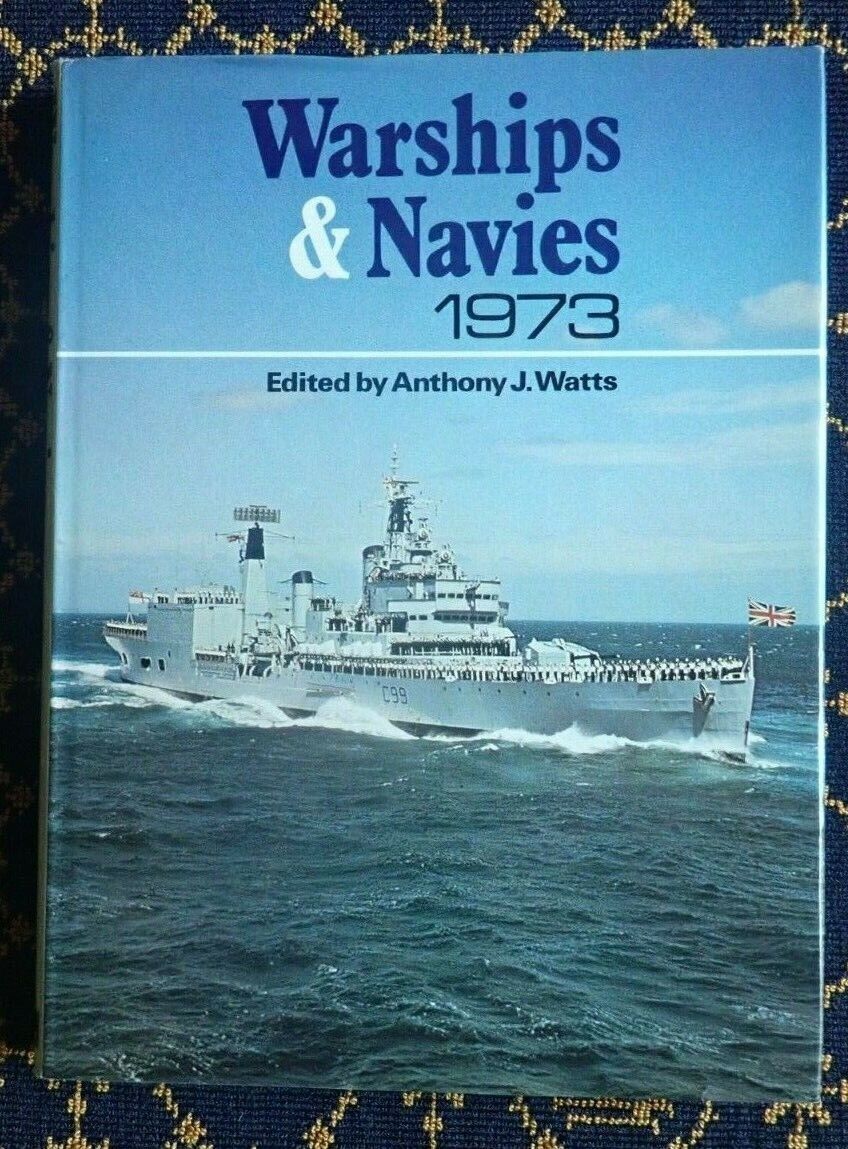 Warships
& Navies
1973
Edited by Anthony J. Watts
C99